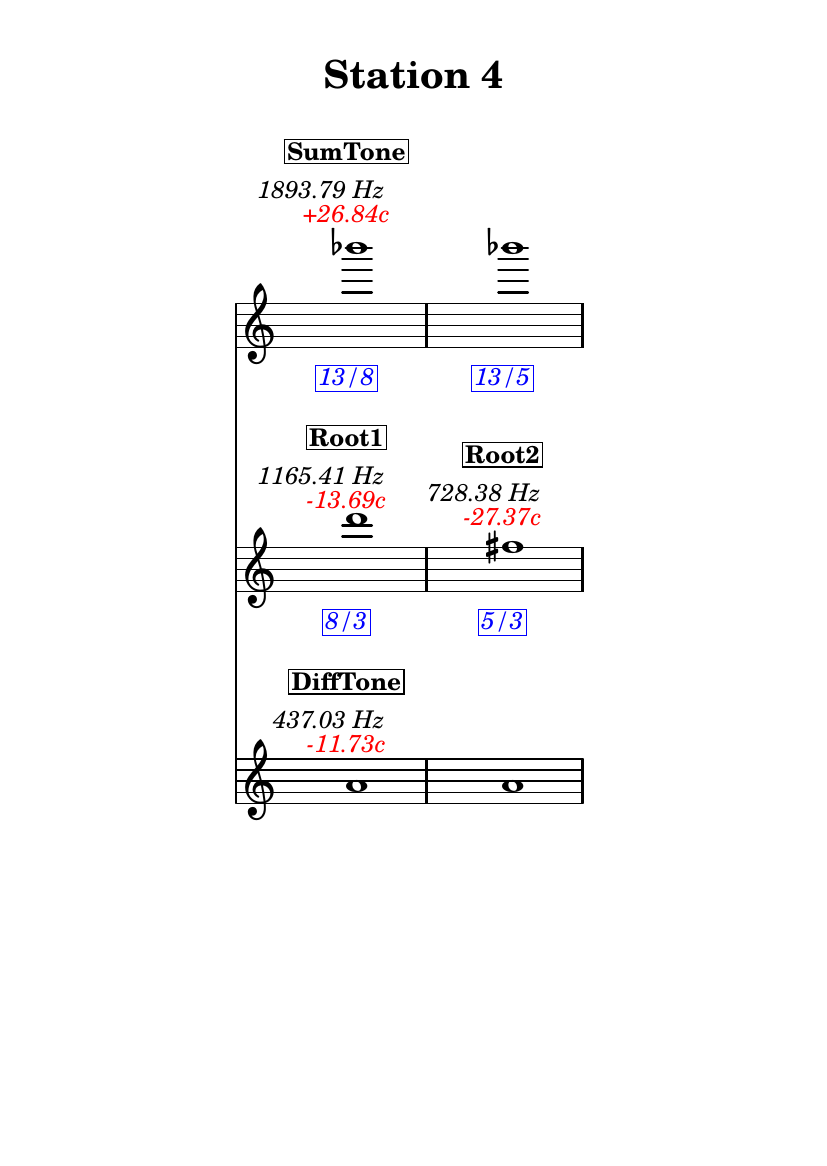 Station 4
SumTone
1893.79 Hz
+26.84c
13/8
13/5
Root1
1165.41 Hz
-13.69c
Root2
728.38 Hz
-27.37c
8/3
5/3
DiffTone
437.03 Hz
-11.73c